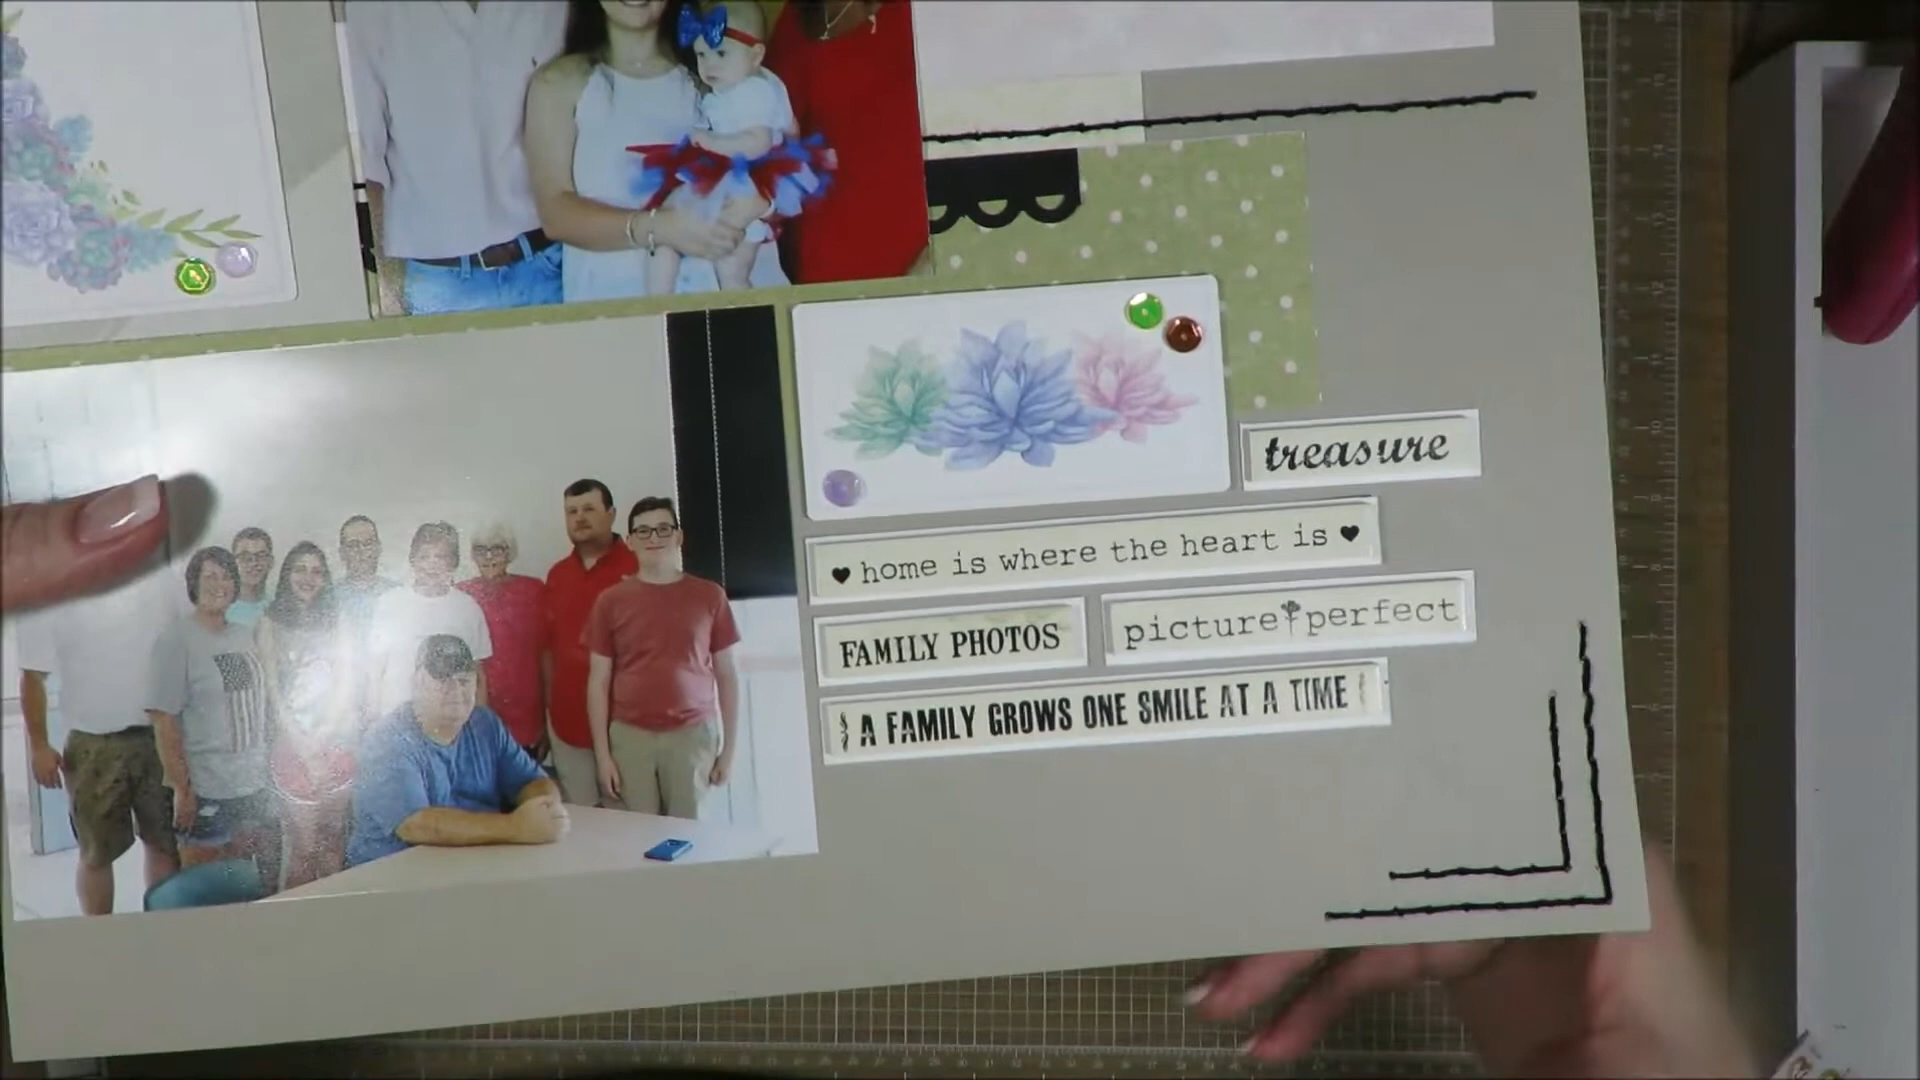 treasure
♥ home is where the heart is ♥
FAMILY PHOTOS
picture perfect
A FAMILY GROWS ONE SMILE AT A TIME